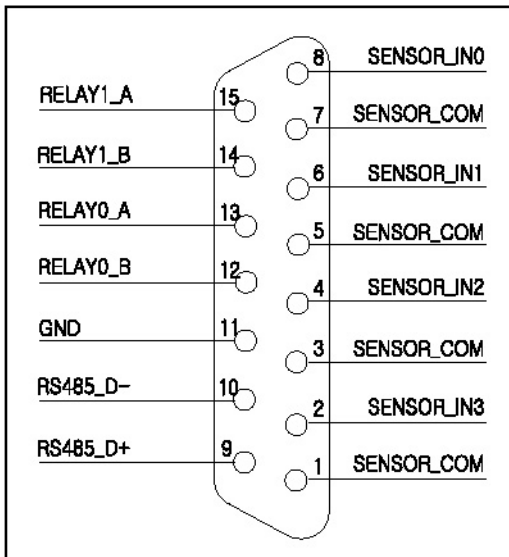 8 SENSOR_IN0
RELAY1_A 15
7 SENSOR_COM
RELAY1_B 14
6 SENSOR_IN1
RELAY0_A 13
5 SENSOR_COM
RELAY0_B 12
4 SENSOR_IN2
GND 11
3 SENSOR_COM
RS485_D- 10
2 SENSOR_IN3
RS485_D+ 9
1 SENSOR_COM